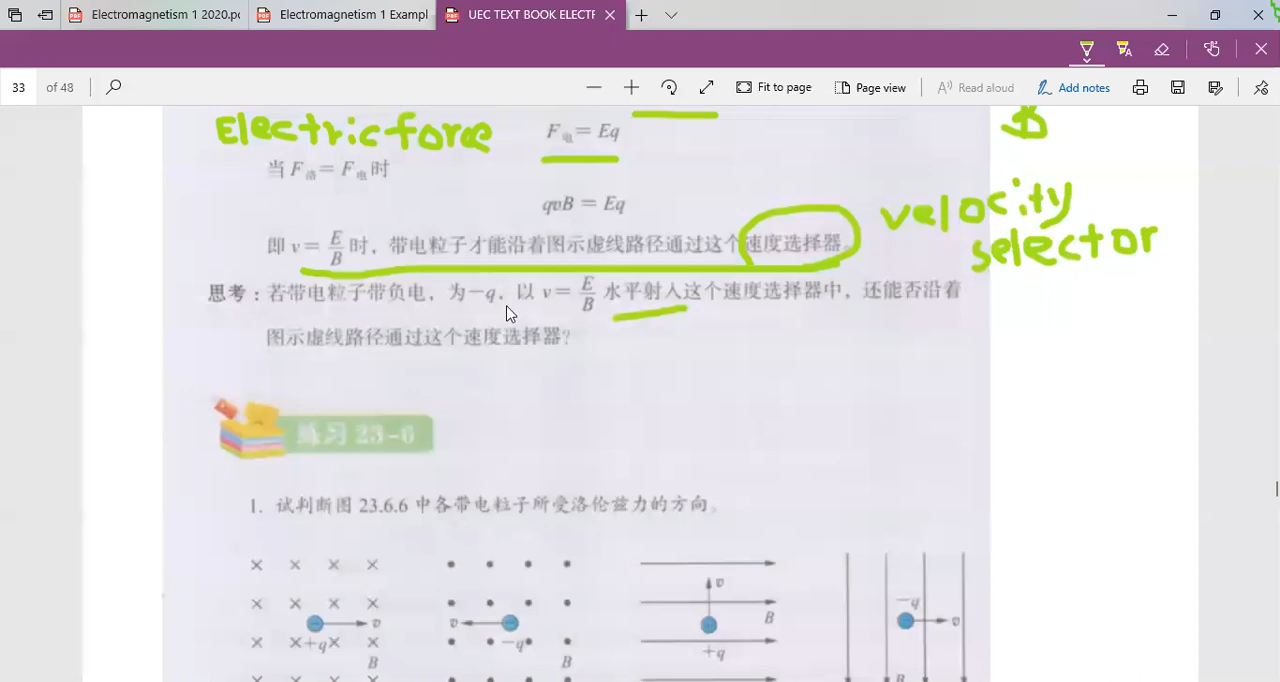 Electromagnetism 1 2020.po
Electromagnetism 1 Exampl
UEC TEXT BOOK ELECTF
33 of 48
Fit to page
Page view
Read aloud
Add notes
Electric force
F电 = Eq
B
当 F洛 = F电 时
qvB = Eq
velocity
selector
即 v = E/B 时，带电粒子才能沿着图示虚线路径通过这个速度选择器。
思考：若带电粒子带负电，为 -q，以 v = E/B 水平射入这个速度选择器中，还能否沿着
图示虚线路径通过这个速度选择器？
练习 23-6
1. 试判断图 23.6.6 中各带电粒子所受洛伦兹力的方向。
× × × ×
× × × ×
v
× ×+q× ×
B
v
-q
B
v
B
+q
-q
v
B